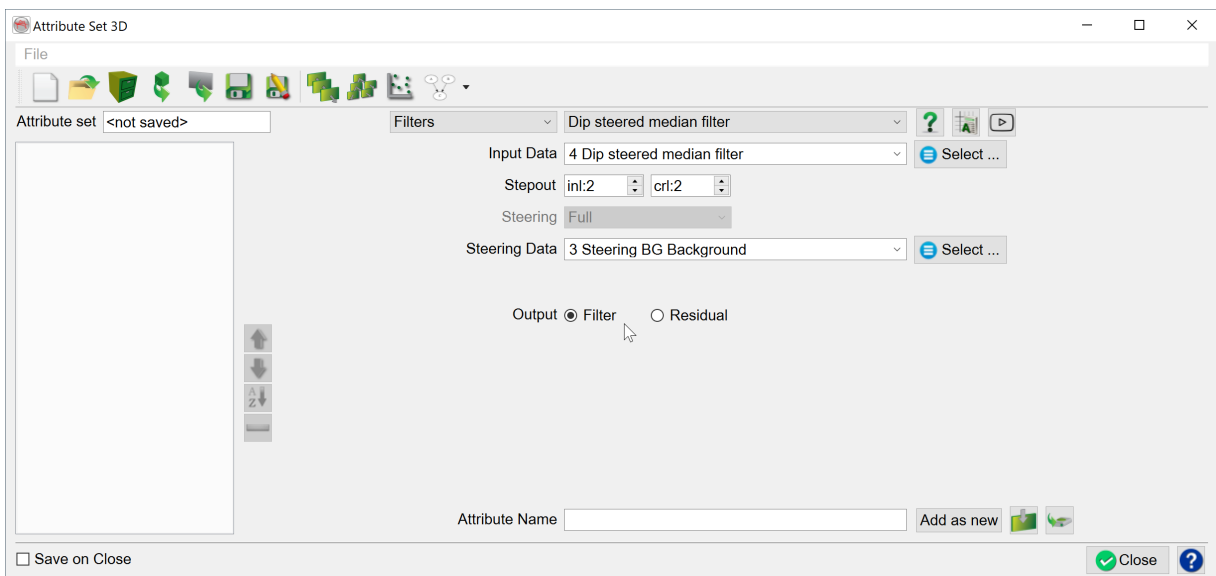 Attribute Set 3D
File
Attribute set <not saved> Filters Dip steered median filter
Input Data 4 Dip steered median filter Select ...
Stepout inl:2 crl:2
Steering Full
Steering Data 3 Steering BG Background Select ...
Output Filter Residual
A
Z
Attribute Name Add as new
Save on Close Close